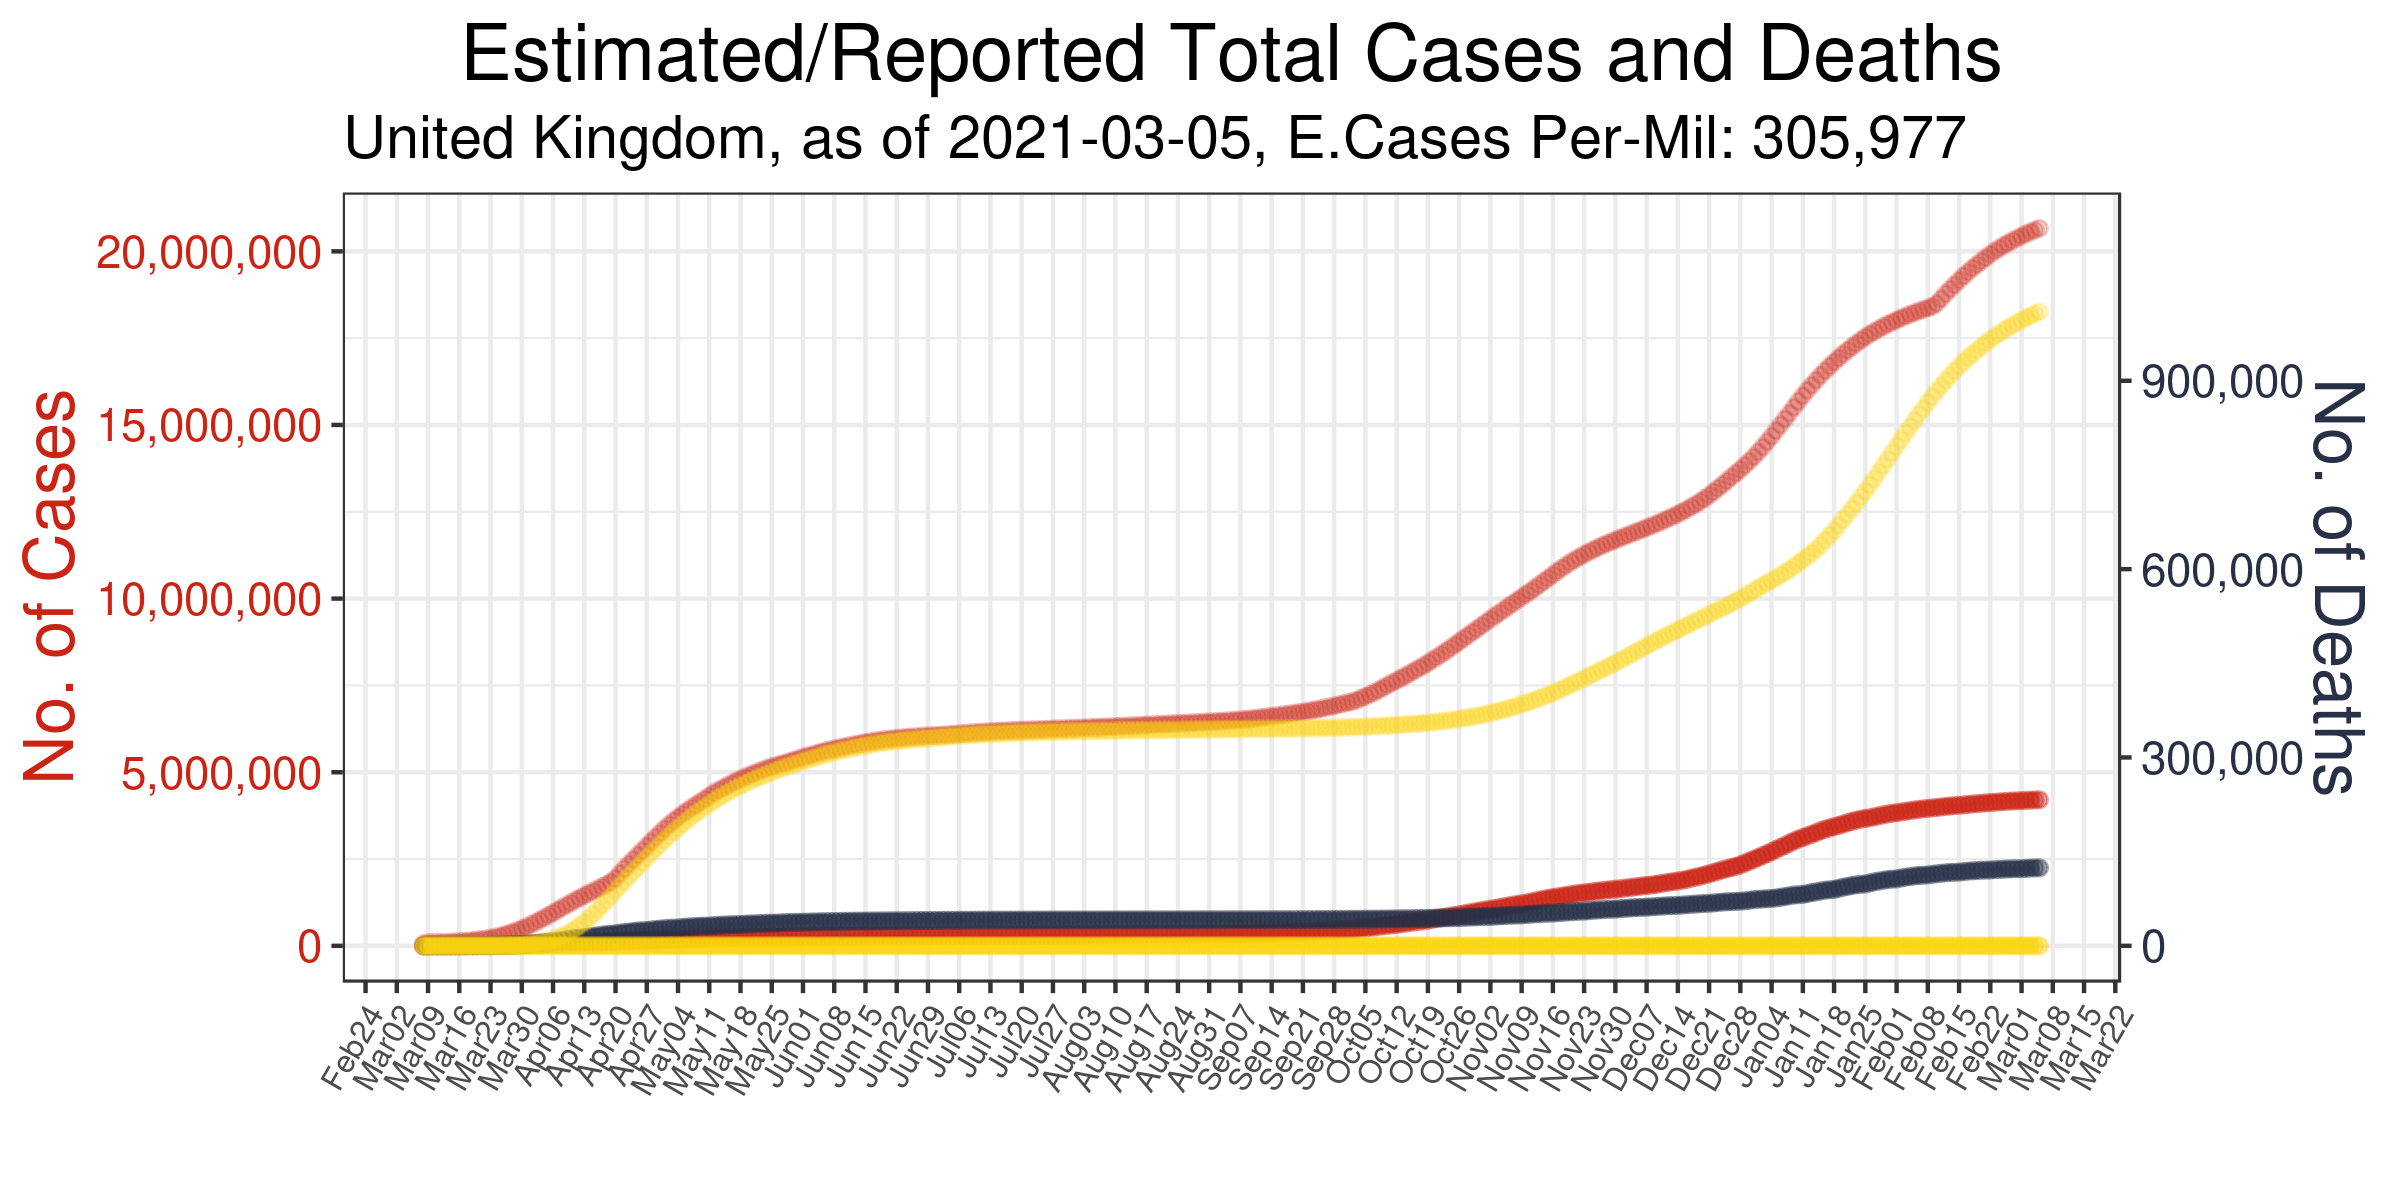 Estimated/Reported Total Cases and Deaths
United Kingdom, as of 2021-03-05, E.Cases Per-Mil: 305,977
No. of Cases
20,000,000
15,000,000
10,000,000
5,000,000
0
900,000
600,000
300,000
0
No. of Deaths
Feb24
Mar02
Mar09
Mar16
Mar23
Mar30
Apr06
Apr13
Apr20
Apr27
May04
May11
May18
May25
Jun01
Jun08
Jun15
Jun22
Jun29
Jul06
Jul13
Jul20
Jul27
Aug03
Aug10
Aug17
Aug24
Aug31
Sep07
Sep14
Sep21
Sep28
Oct05
Oct12
Oct19
Oct26
Nov02
Nov09
Nov16
Nov23
Nov30
Dec07
Dec14
Dec21
Dec28
Jan04
Jan11
Jan18
Jan25
Feb01
Feb08
Feb15
Feb22
Mar01
Mar08
Mar15
Mar22